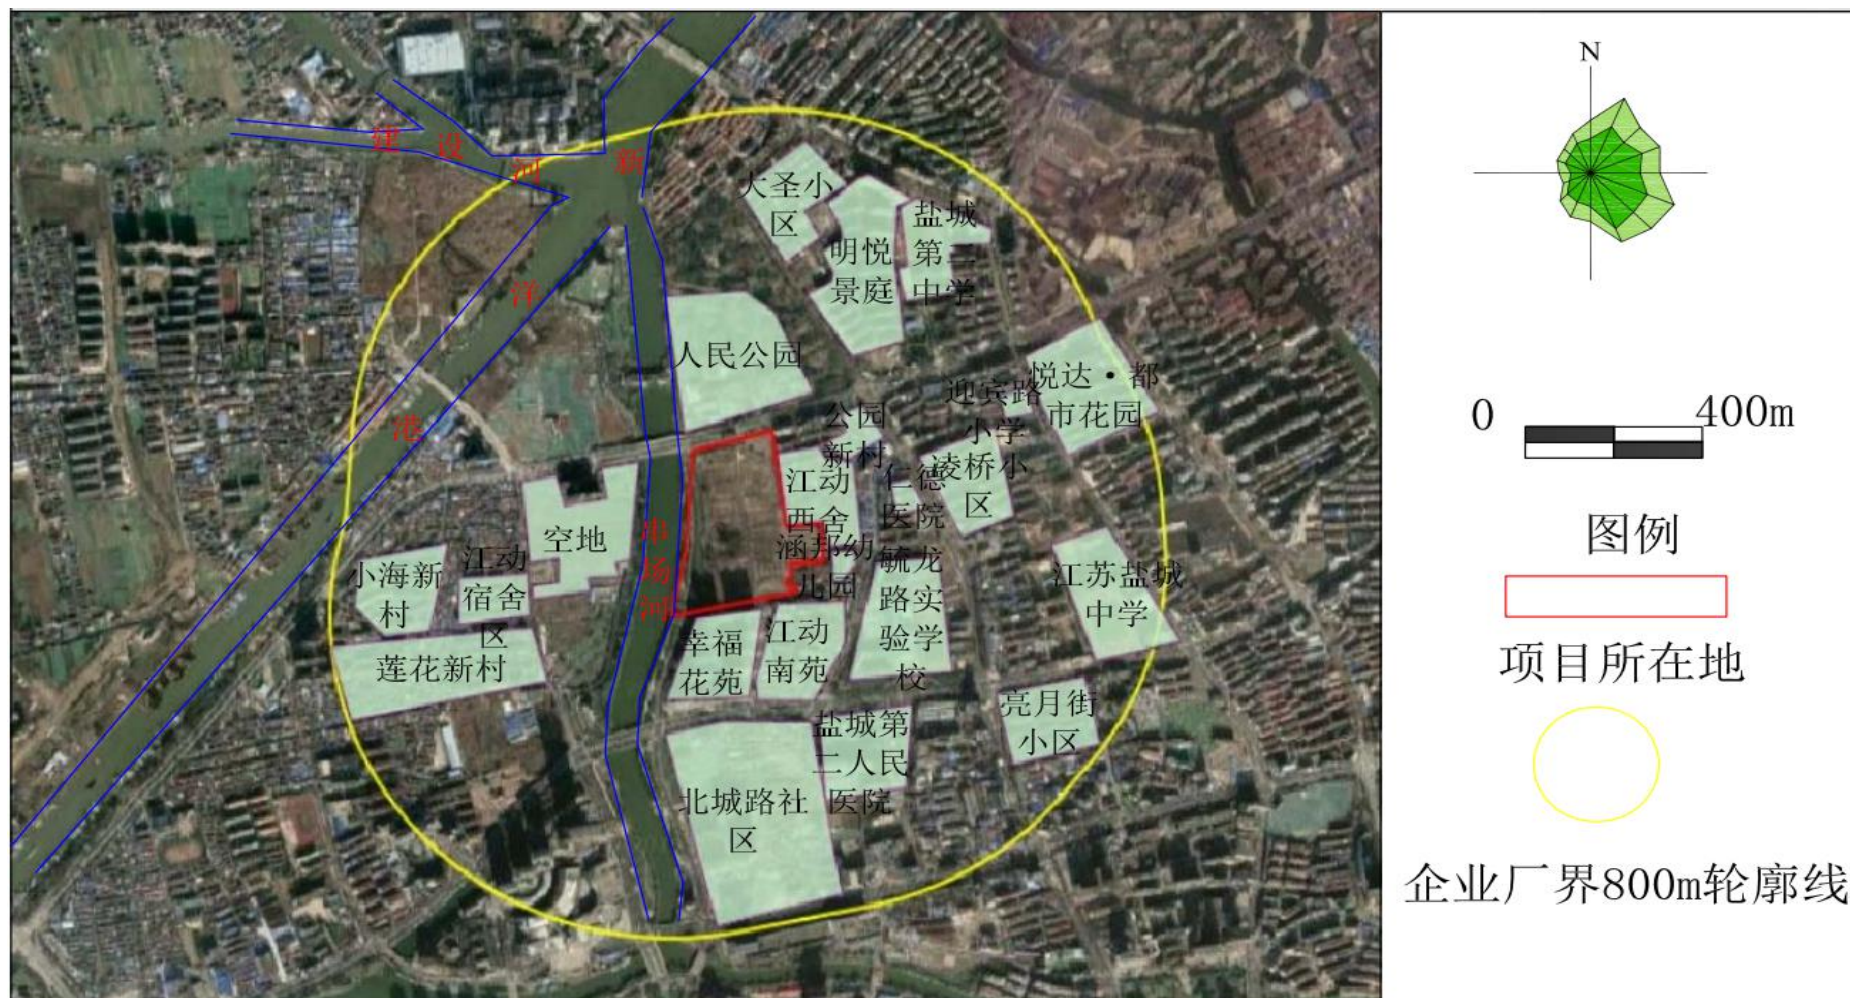 N
0
400m
图例
项目所在地
企业厂界800m轮廓线
建设河
新洋港
串场河
大圣小
区
明悦
景庭
盐城
第二
中学
人民公园
悦达·都
市花园
迎宾路
小学
公园
新村
凌桥小
区
仁德
医院
江动
西舍
涵邦幼
儿园
毓龙
路实
验学
校
江苏盐城
中学
空地
江动
宿舍
区
小海新
村
莲花新村
幸福
花苑
江动
南苑
亮月街
小区
盐城第
二人民
医院
北城路社
区